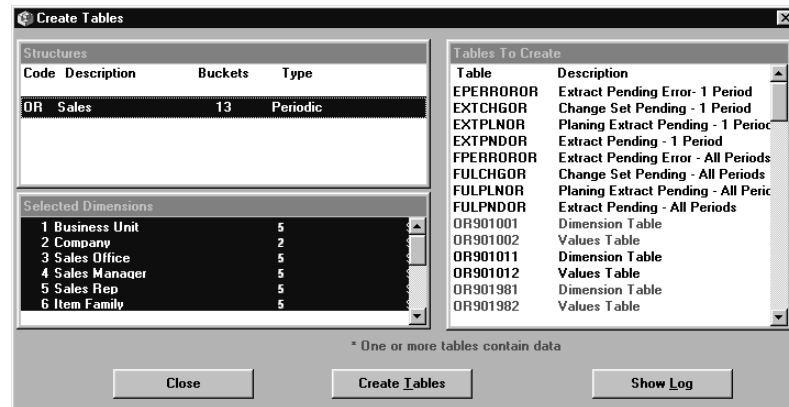 Create Tables
Structures
Code Description Buckets Type
OR Sales 13 Periodic
Selected Dimensions
1 Business Unit 5
2 Company 2
3 Sales Office 5
4 Sales Manager 5
5 Sales Rep 5
6 Item Family 5
Tables To Create
Table Description
EPERROROR Extract Pending Error- 1 Period
EXTCHGOR Change Set Pending - 1 Period
EXTPLNOR Planing Extract Pending - 1 Period
EXTPNDOR Extract Pending - 1 Period
FPERROROR Extract Pending Error - All Periods
FULCHGOR Change Set Pending - All Periods
FULPLNOR Planing Extract Pending - All Peric
FULPNDOR Extract Pending - All Periods
OR901001 Dimension Table
OR901002 Values Table
OR901011 Dimension Table
OR901012 Values Table
OR901981 Dimension Table
OR901982 Values Table
* One or more tables contain data
Close Create Tables Show Log